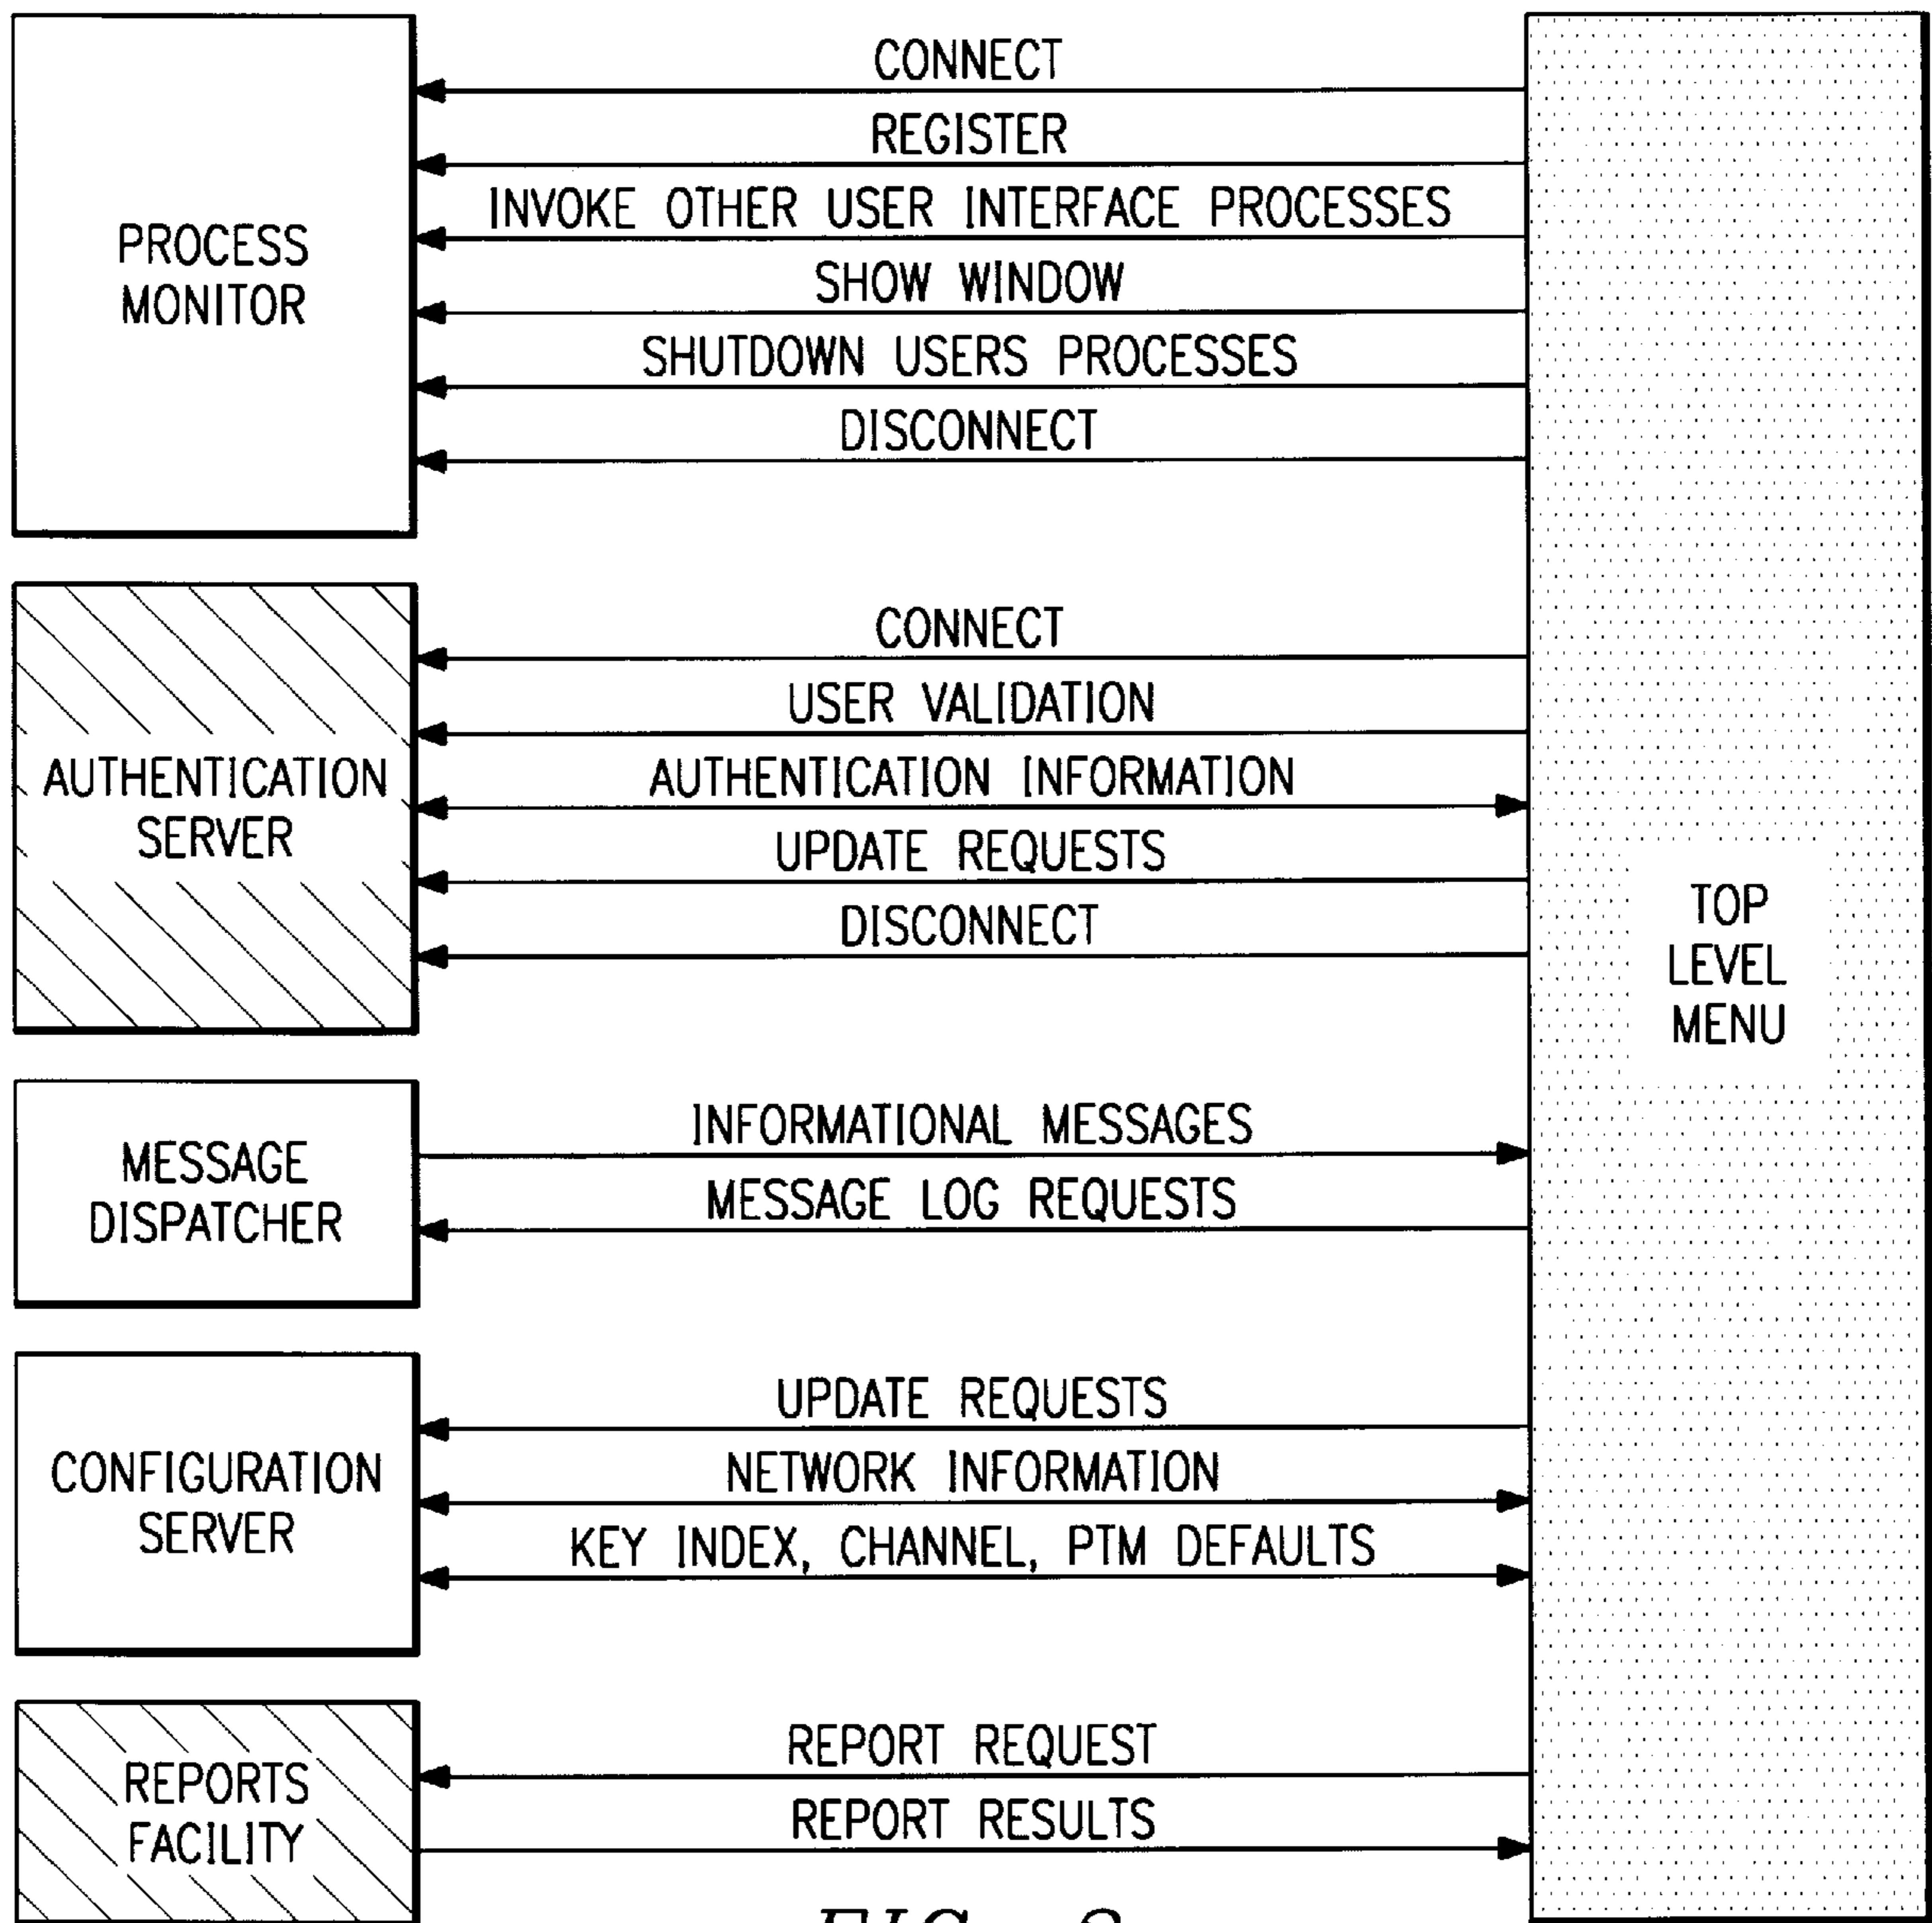 CONNECT
REGISTER
INVOKE OTHER USER INTERFACE PROCESSES
SHOW WINDOW
SHUTDOWN USERS PROCESSES
DISCONNECT
PROCESS
MONITOR
CONNECT
USER VALIDATION
AUTHENTICATION INFORMATION
UPDATE REQUESTS
DISCONNECT
AUTHENTICATION
SERVER
TOP
LEVEL
MENU
INFORMATIONAL MESSAGES
MESSAGE LOG REQUESTS
MESSAGE
DISPATCHER
UPDATE REQUESTS
NETWORK INFORMATION
KEY INDEX, CHANNEL, PTM DEFAULTS
CONFIGURATION
SERVER
REPORT REQUEST
REPORT RESULTS
REPORTS
FACILITY